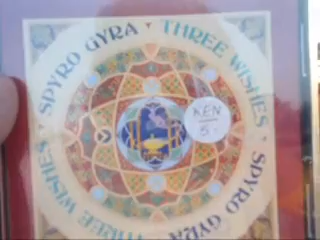 SPYRO GYRA • THREE WISHES • SPYRO GYRA • THREE WISHES •
KEN
5-